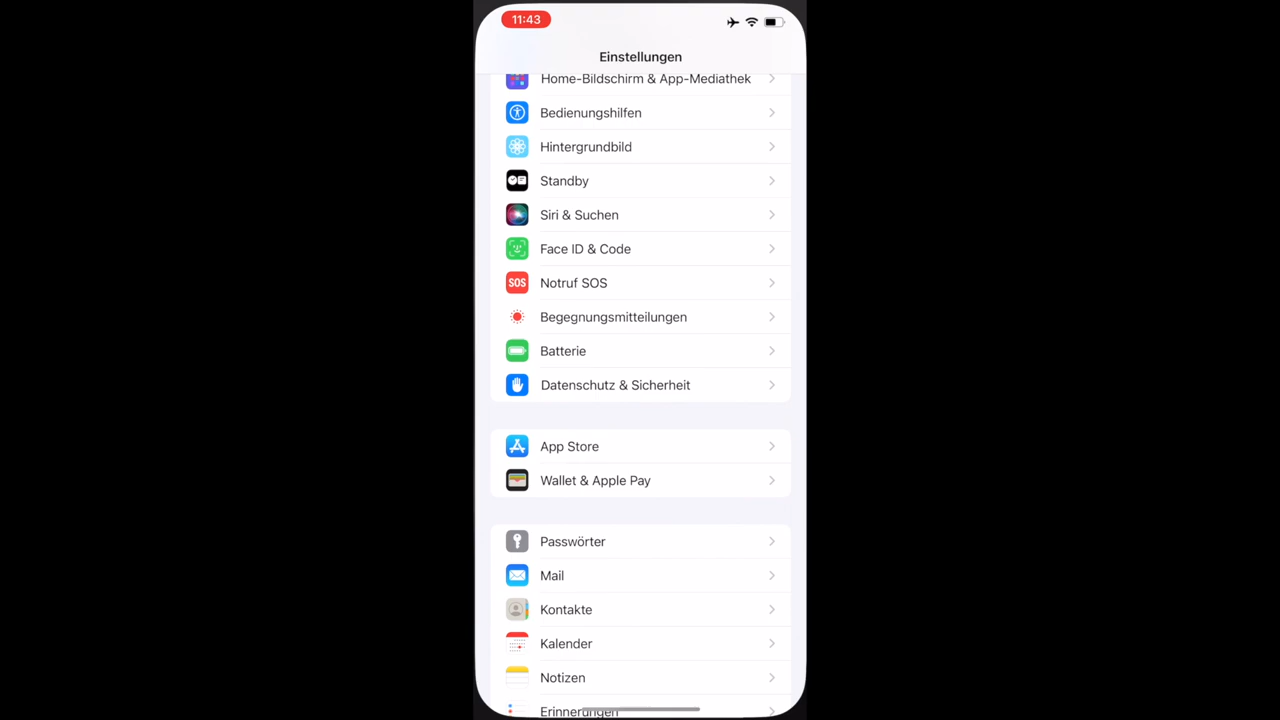 11:43
Einstellungen
Home-Bildschirm & App-Mediathek
Bedienungshilfen
Hintergrundbild
Standby
Siri & Suchen
Face ID & Code
SOS Notruf SOS
Begegnungsmitteilungen
Batterie
Datenschutz & Sicherheit
App Store
Wallet & Apple Pay
Passwörter
Mail
Kontakte
Kalender
Notizen
Erinnerungen